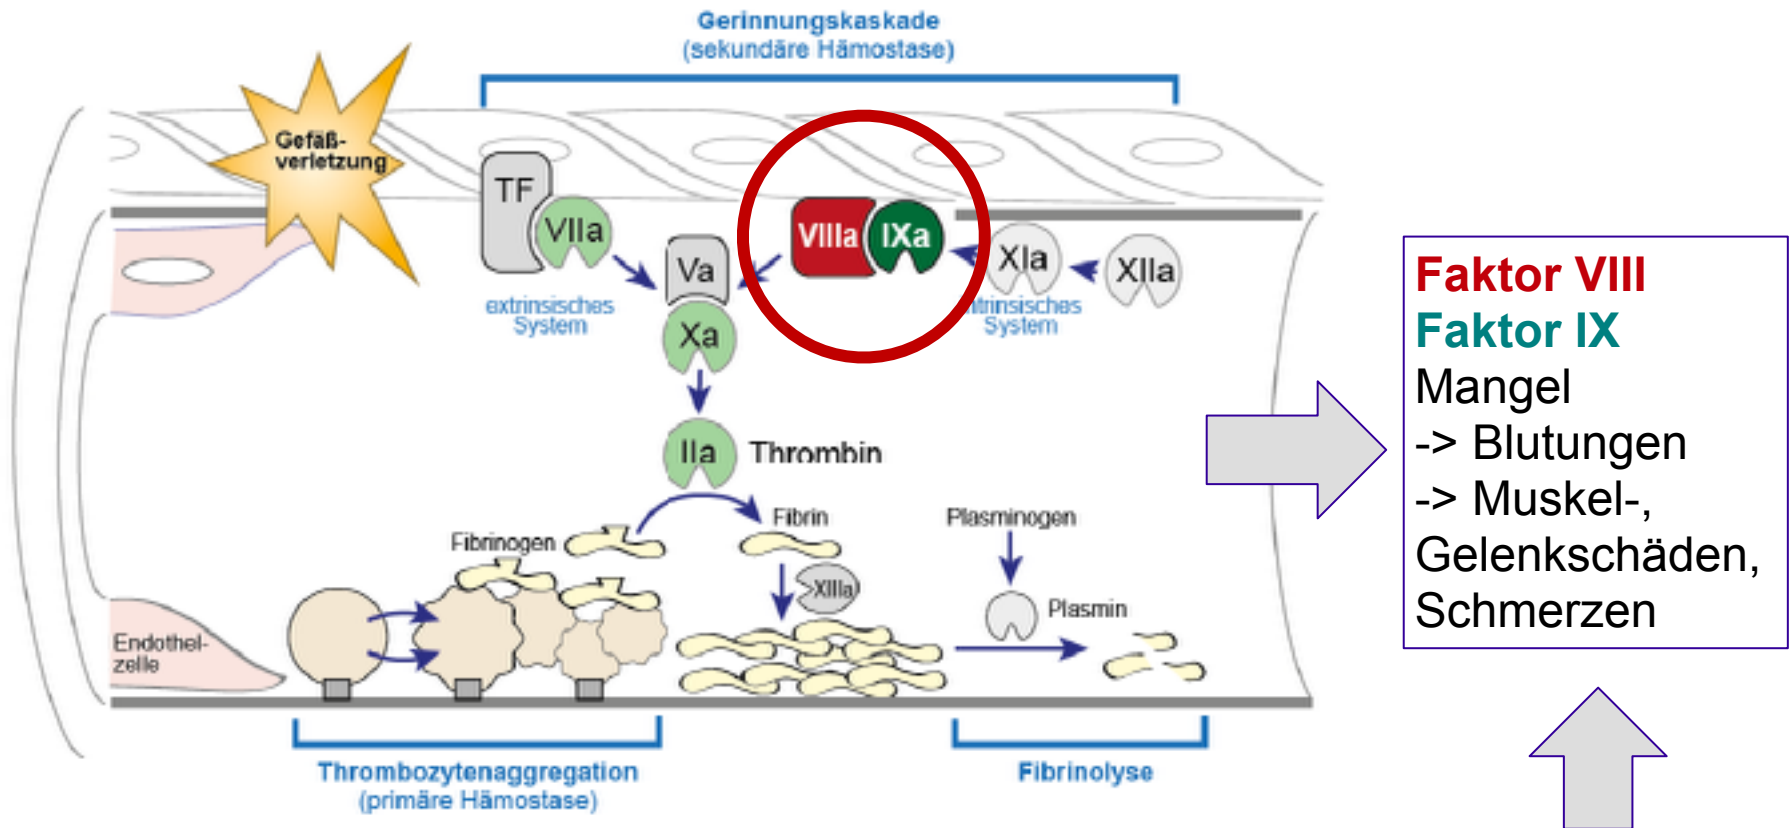 Gerinnungskaskade
(sekundäre Hämostase)
Gefäß-
verletzung
TF
VIIa
VIIIa
IXa
Va
XIa
XIIa
extrinsisches
System
ntrinsisches
System
Xa
IIa
Thrombin
Fibrinogen
Fibrin
Plasminogen
XIIIa
Plasmin
Endothel-
zelle
Thrombozytenaggregation
(primäre Hämostase)
Fibrinolyse
Faktor VIII
Faktor IX
Mangel
-> Blutungen
-> Muskel-,
Gelenkschäden,
Schmerzen